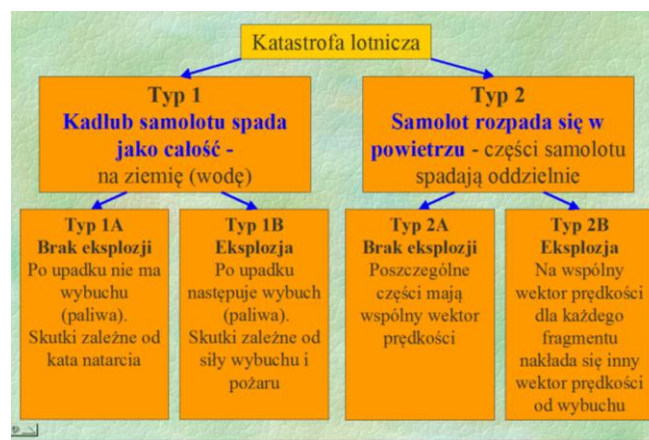 Katastrofa lotnicza
Typ 1
Kadłub samolotu spada
jako całość -
na ziemię (wodę)
Typ 2
Samolot rozpada się w
powietrzu - części samolotu
spadają oddzielnie
Typ 1A
Brak eksplozji
Po upadku nie ma
wybuchu
(paliwa).
Skutki zależne od
kata natarcia
Typ 1B
Eksplozja
Po upadku
następuje wybuch
(paliwa).
Skutki zależne od
siły wybuchu i
pożaru
Typ 2A
Brak eksplozji
Poszczególne
części mają
wspólny wektor
prędkości
Typ 2B
Eksplozja
Na wspólny
wektor prędkości
dla każdego
fragmentu
nakłada się inny
wektor prędkości
od wybuchu